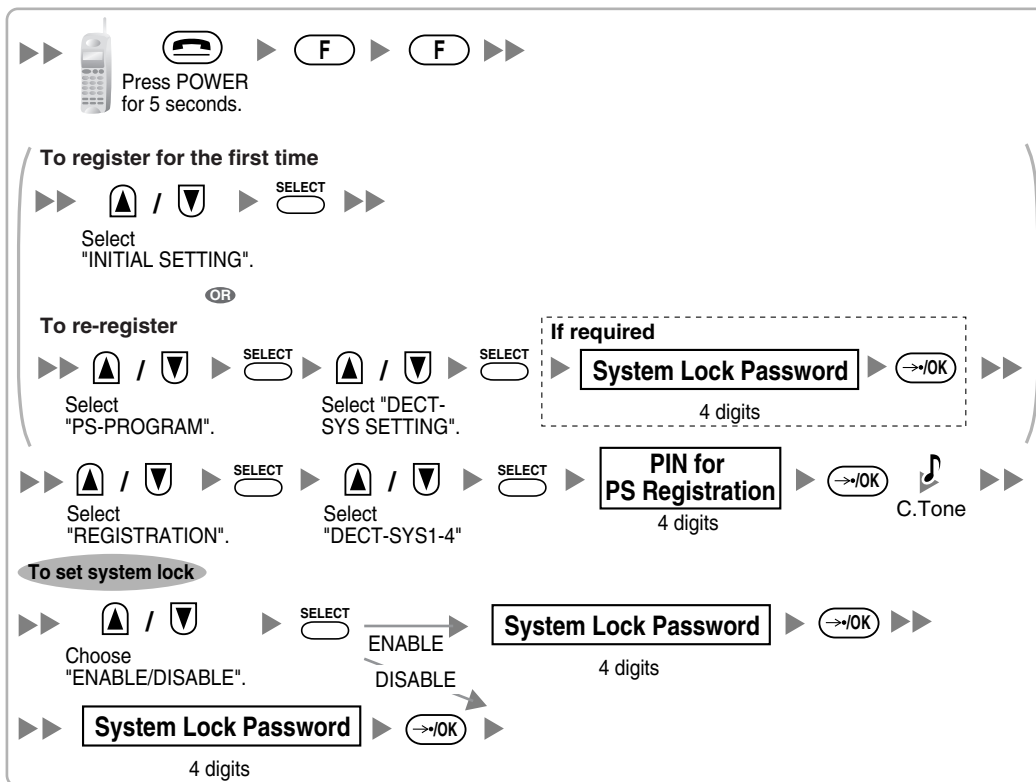 F F
Press POWER
for 5 seconds.
To register for the first time
/ SELECT
Select
"INITIAL SETTING".
OR
To re-register
If required
/ SELECT / SELECT System Lock Password →•/OK
Select
"PS-PROGRAM".
Select "DECT-
SYS SETTING".
4 digits
/ SELECT / SELECT PIN for
PS Registration
→•/OK
Select
"REGISTRATION".
Select
"DECT-SYS1-4"
4 digits
C.Tone
To set system lock
/ SELECT
ENABLE
System Lock Password →•/OK
Choose
"ENABLE/DISABLE".
DISABLE
4 digits
System Lock Password →•/OK
4 digits